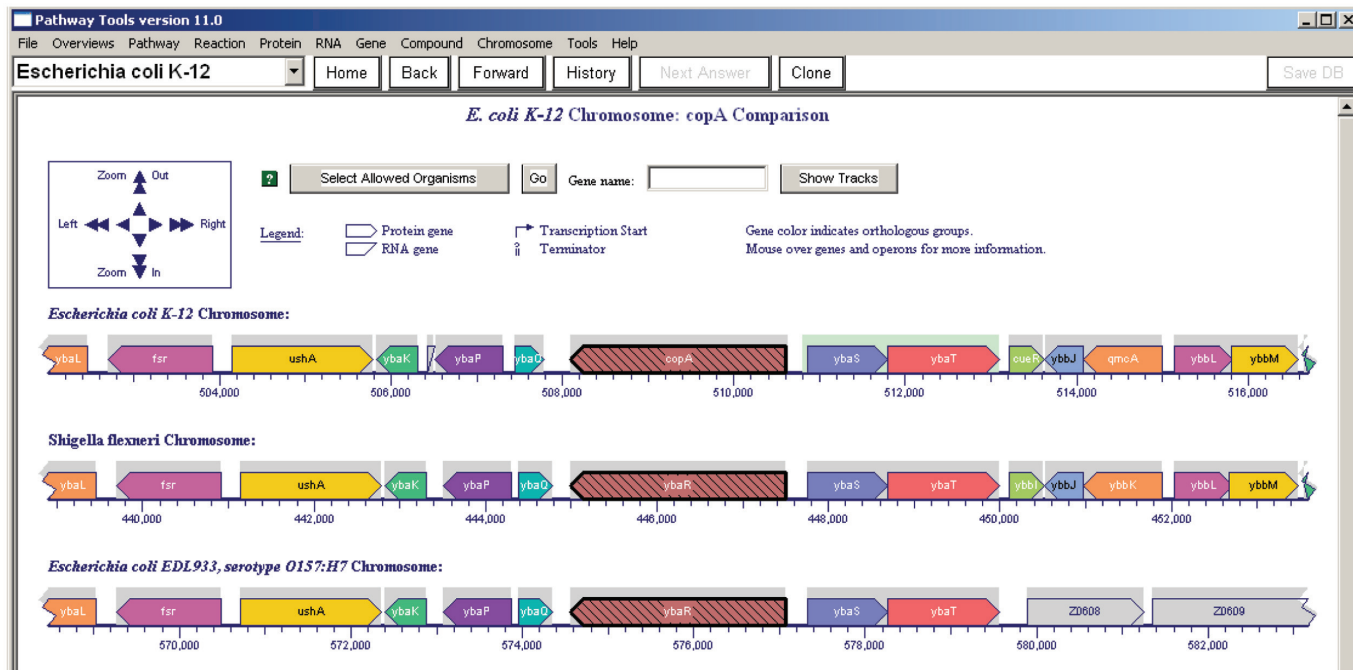 Pathway Tools version 11.0
File Overviews Pathway Reaction Protein RNA Gene Compound Chromosome Tools Help
Escherichia coli K-12 Home Back Forward History Next Answer Clone Save DB
E. coli K-12 Chromosome: copA Comparison
Zoom Out
Left Right
Zoom In
? Select Allowed Organisms Go Gene name: Show Tracks
Legend: Protein gene Transcription Start Gene color indicates orthologous groups.
RNA gene Terminator Mouse over genes and operons for more information.
Escherichia coli K-12 Chromosome:
ybaL fsr ushA ybaK ybaP ybaQ copA ybaS ybaT cueR ybbJ qmcA ybbL ybbM
504,000 506,000 508,000 510,000 512,000 514,000 516,000
Shigella flexneri Chromosome:
ybaL fsr ushA ybaK ybaP ybaQ ybaR ybaS ybaT ybbI ybbJ ybbK ybbL ybbM
440,000 442,000 444,000 446,000 448,000 450,000 452,000
Escherichia coli EDL933, serotype O157:H7 Chromosome:
ybaL fsr ushA ybaK ybaP ybaQ ybaR ybaS ybaT Z0608 Z0609
570,000 572,000 574,000 576,000 578,000 580,000 582,000